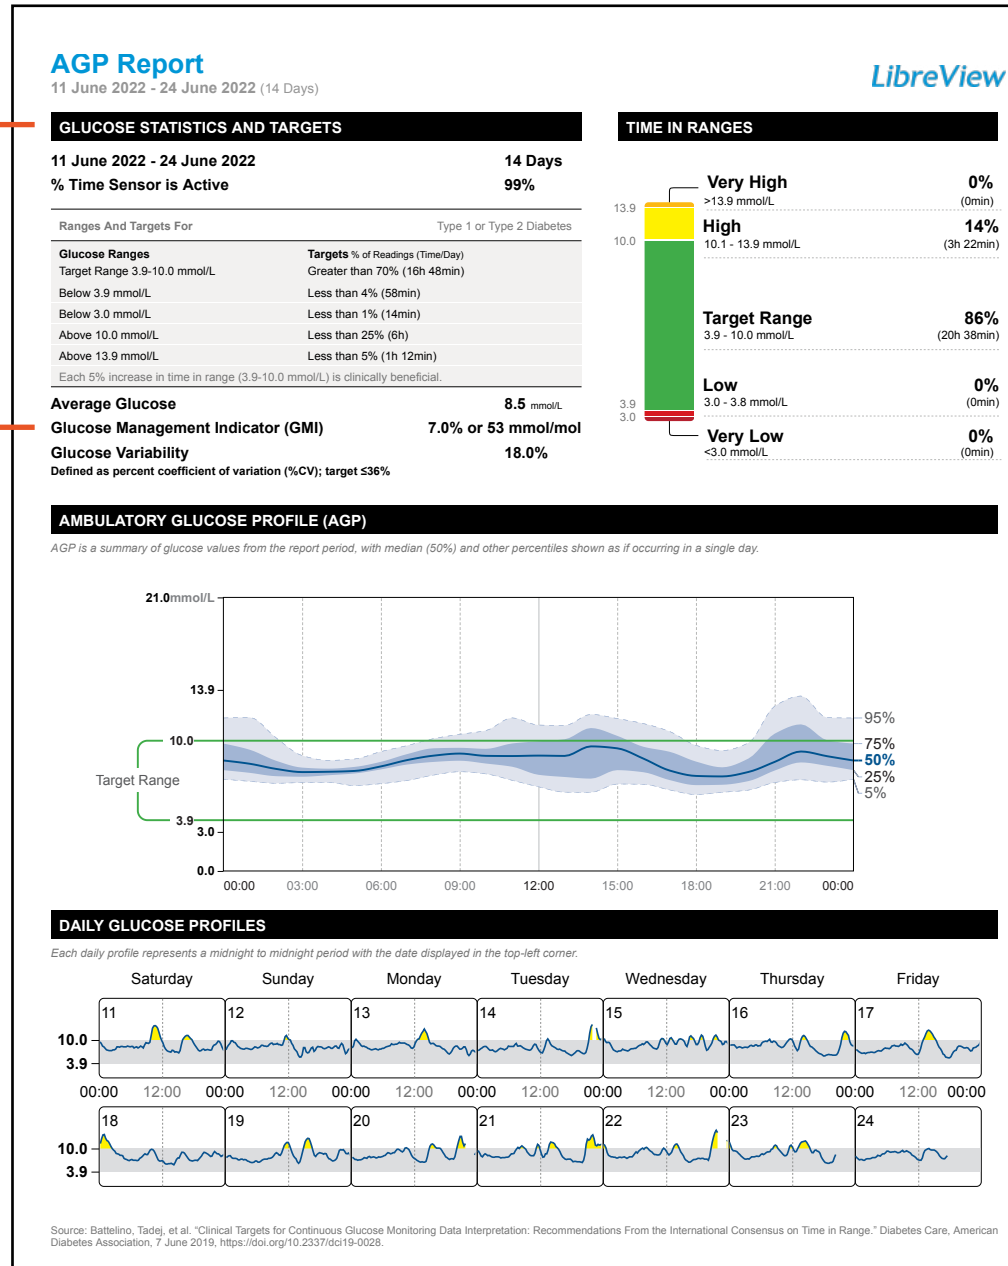 AGP Report
11 June 2022 - 24 June 2022 (14 Days)
LibreView
GLUCOSE STATISTICS AND TARGETS
11 June 2022 - 24 June 2022 14 Days
% Time Sensor is Active 99%
Ranges And Targets For Type 1 or Type 2 Diabetes
Glucose Ranges Targets % of Readings (Time/Day)
Target Range 3.9-10.0 mmol/L Greater than 70% (16h 48min)
Below 3.9 mmol/L Less than 4% (58min)
Below 3.0 mmol/L Less than 1% (14min)
Above 10.0 mmol/L Less than 25% (6h)
Above 13.9 mmol/L Less than 5% (1h 12min)
Each 5% increase in time in range (3.9-10.0 mmol/L) is clinically beneficial.
Average Glucose 8.5 mmol/L
Glucose Management Indicator (GMI) 7.0% or 53 mmol/mol
Glucose Variability 18.0%
Defined as percent coefficient of variation (%CV); target ≤36%
TIME IN RANGES
Very High 0%
>13.9 mmol/L (0min)
13.9
High 14%
10.0
10.1 - 13.9 mmol/L (3h 22min)
Target Range 86%
3.9 - 10.0 mmol/L (20h 38min)
Low 0%
3.0 - 3.8 mmol/L (0min)
3.9
3.0
Very Low 0%
<3.0 mmol/L (0min)
AMBULATORY GLUCOSE PROFILE (AGP)
AGP is a summary of glucose values from the report period, with median (50%) and other percentiles shown as if occurring in a single day.
21.0mmol/L
13.9
10.0
Target Range
3.9
3.0
0.0
95%
75%
50%
25%
5%
00:00 03:00 06:00 09:00 12:00 15:00 18:00 21:00 00:00
DAILY GLUCOSE PROFILES
Each daily profile represents a midnight to midnight period with the date displayed in the top-left corner.
Saturday Sunday Monday Tuesday Wednesday Thursday Friday
11 12 13 14 15 16 17
10.0
3.9
00:00 12:00 00:00 12:00 00:00 12:00 00:00 12:00 00:00 12:00 00:00 12:00 00:00 12:00 00:00
18 19 20 21 22 23 24
10.0
3.9
Source: Battelino, Tadej, et al. “Clinical Targets for Continuous Glucose Monitoring Data Interpretation: Recommendations From the International Consensus on Time in Range.” Diabetes Care, American
Diabetes Association, 7 June 2019, https://doi.org/10.2337/dci19-0028.